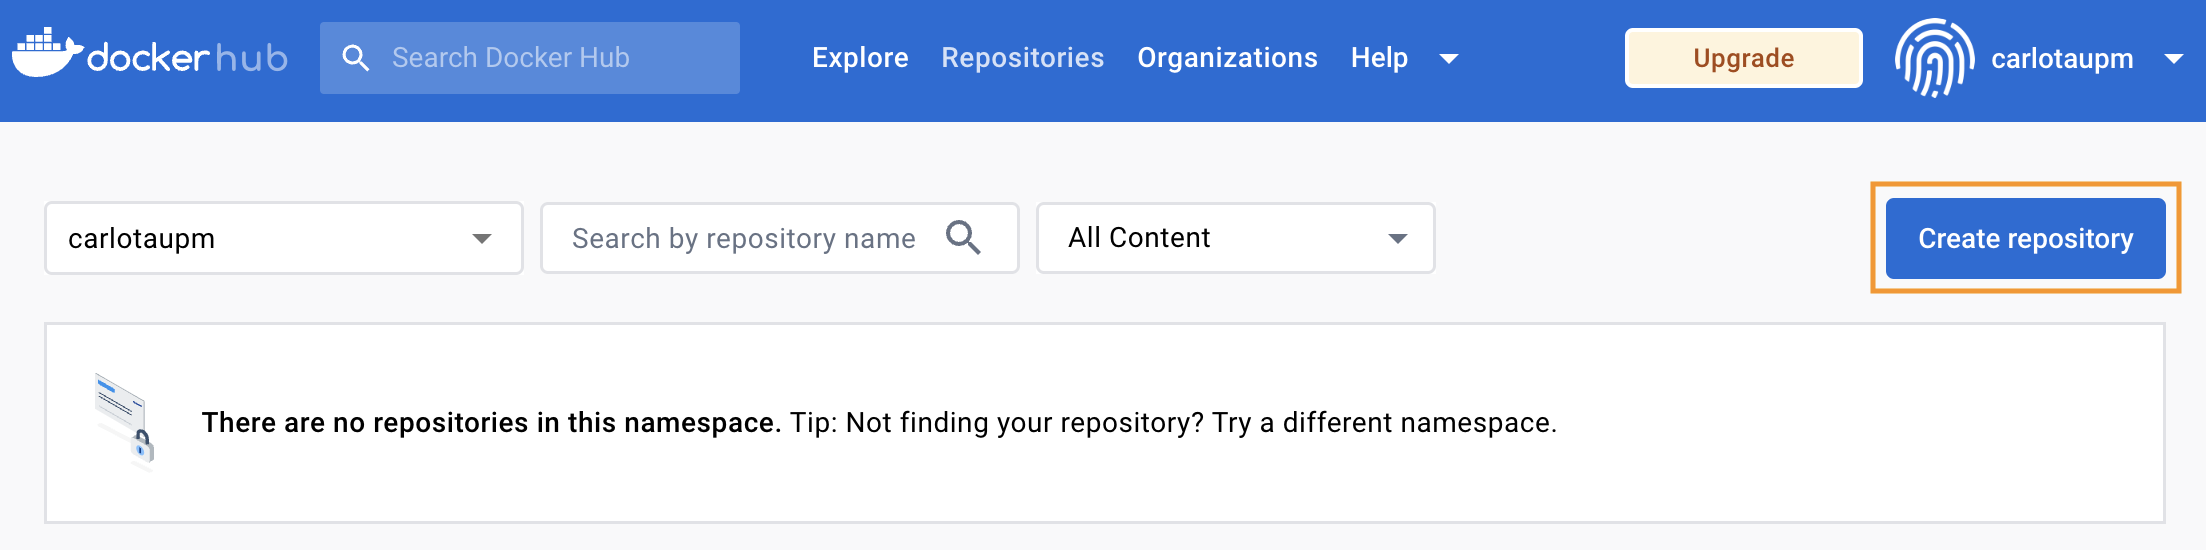 docker hub
Search Docker Hub
Explore Repositories Organizations Help
Upgrade
carlotaupm
carlotaupm
Search by repository name
All Content
Create repository
There are no repositories in this namespace. Tip: Not finding your repository? Try a different namespace.